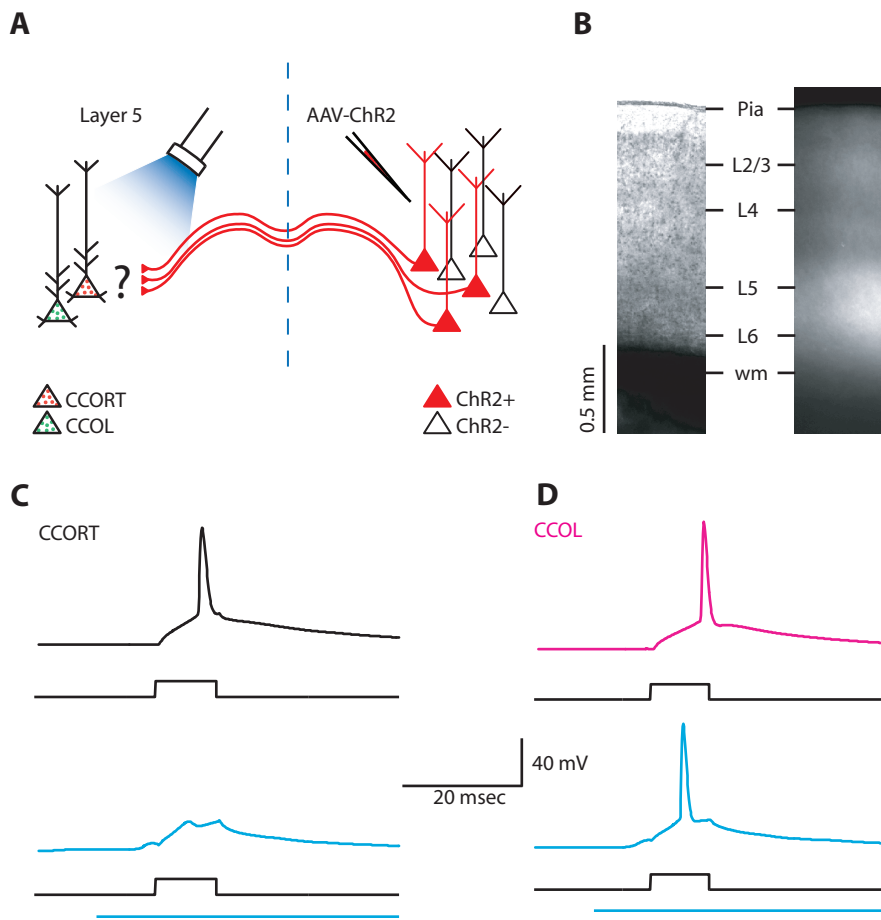 A
Layer 5
AAV-ChR2
?
CCORT
CCOL
ChR2+
ChR2-
B
Pia
L2/3
L4
L5
L6
wm
0.5 mm
C
CCORT
D
CCOL
40 mV
20 msec